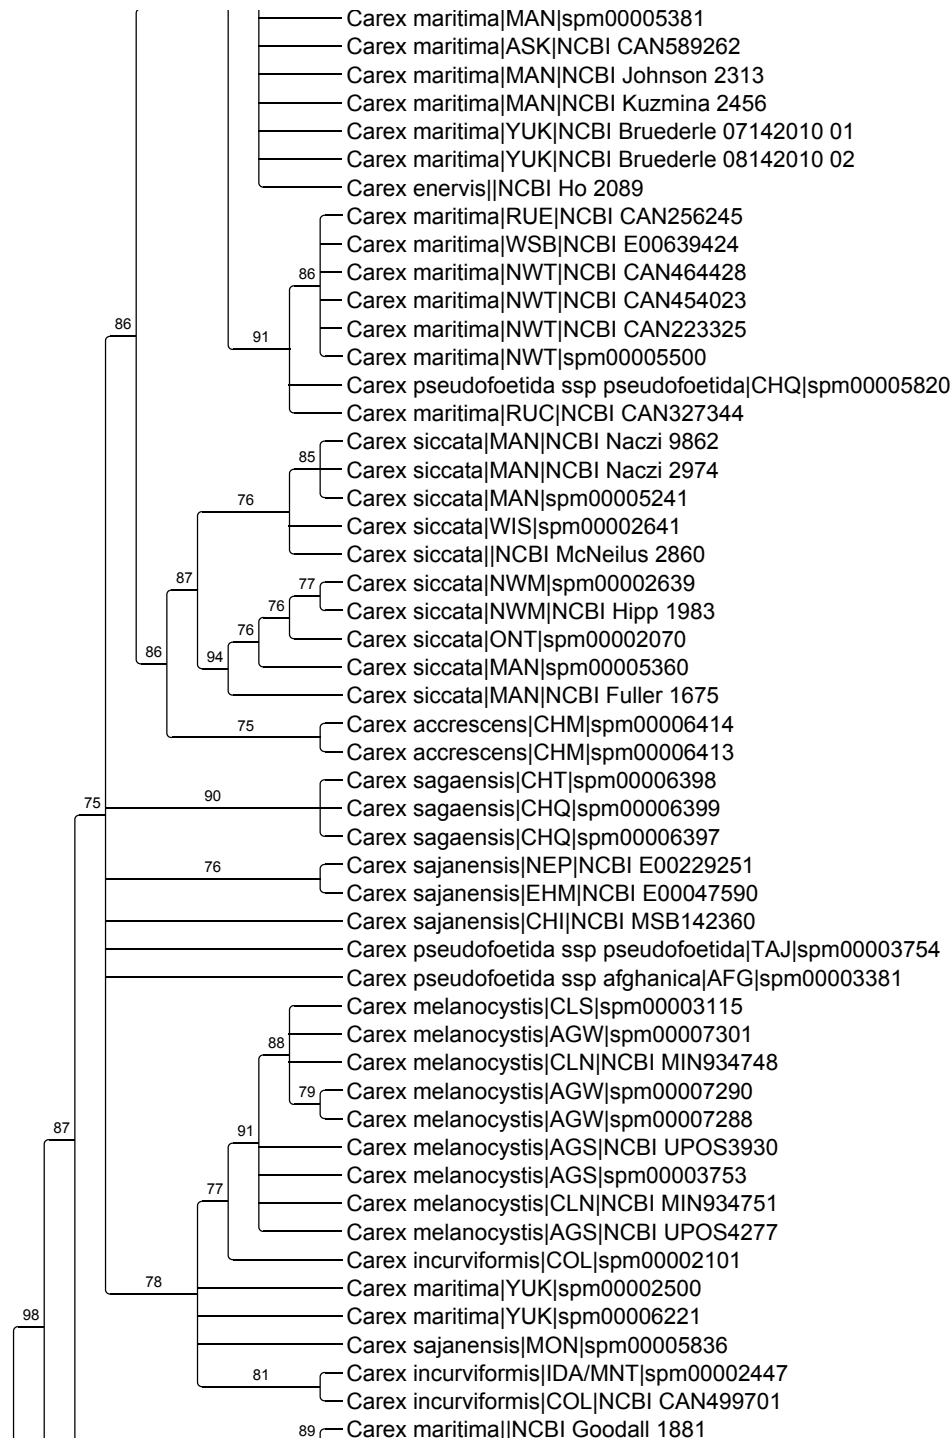 Carex maritima|MAN|spm00005381
Carex maritima|ASK|NCBI CAN589262
Carex maritima|MAN|NCBI Johnson 2313
Carex maritima|MAN|NCBI Kuzmina 2456
Carex maritima|YUK|NCBI Bruederle 07142010 01
Carex maritima|YUK|NCBI Bruederle 08142010 02
Carex enervis||NCBI Ho 2089
Carex maritima|RUE|NCBI CAN256245
Carex maritima|WSB|NCBI E00639424
86 Carex maritima|NWT|NCBI CAN464428
Carex maritima|NWT|NCBI CAN454023
86 Carex maritima|NWT|NCBI CAN223325
91 Carex maritima|NWT|spm00005500
Carex pseudofoetida ssp pseudofoetida|CHQ|spm00005820
Carex maritima|RUC|NCBI CAN327344
Carex siccata|MAN|NCBI Naczi 9862
85 Carex siccata|MAN|NCBI Naczi 2974
76 Carex siccata|MAN|spm00005241
Carex siccata|WIS|spm00002641
Carex siccata||NCBI McNeilus 2860
87 77 Carex siccata|NWM|spm00002639
76 Carex siccata|NWM|NCBI Hipp 1983
76 Carex siccata|ONT|spm00002070
86 94 Carex siccata|MAN|spm00005360
Carex siccata|MAN|NCBI Fuller 1675
75 Carex accrescens|CHM|spm00006414
Carex accrescens|CHM|spm00006413
Carex sagaensis|CHT|spm00006398
75 90 Carex sagaensis|CHQ|spm00006399
Carex sagaensis|CHQ|spm00006397
76 Carex sajanensis|NEP|NCBI E00229251
Carex sajanensis|EHM|NCBI E00047590
Carex sajanensis|CHI|NCBI MSB142360
Carex pseudofoetida ssp pseudofoetida|TAJ|spm00003754
Carex pseudofoetida ssp afghanica|AFG|spm00003381
Carex melanocystis|CLS|spm00003115
88 Carex melanocystis|AGW|spm00007301
Carex melanocystis|CLN|NCBI MIN934748
79 Carex melanocystis|AGW|spm00007290
Carex melanocystis|AGW|spm00007288
87 91 Carex melanocystis|AGS|NCBI UPOS3930
Carex melanocystis|AGS|spm00003753
77 Carex melanocystis|CLN|NCBI MIN934751
Carex melanocystis|AGS|NCBI UPOS4277
Carex incurviformis|COL|spm00002101
78 Carex maritima|YUK|spm00002500
98 Carex maritima|YUK|spm00006221
Carex sajanensis|MON|spm00005836
81 Carex incurviformis|IDA/MNT|spm00002447
Carex incurviformis|COL|NCBI CAN499701
89 Carex maritima||NCBI Goodall 1881